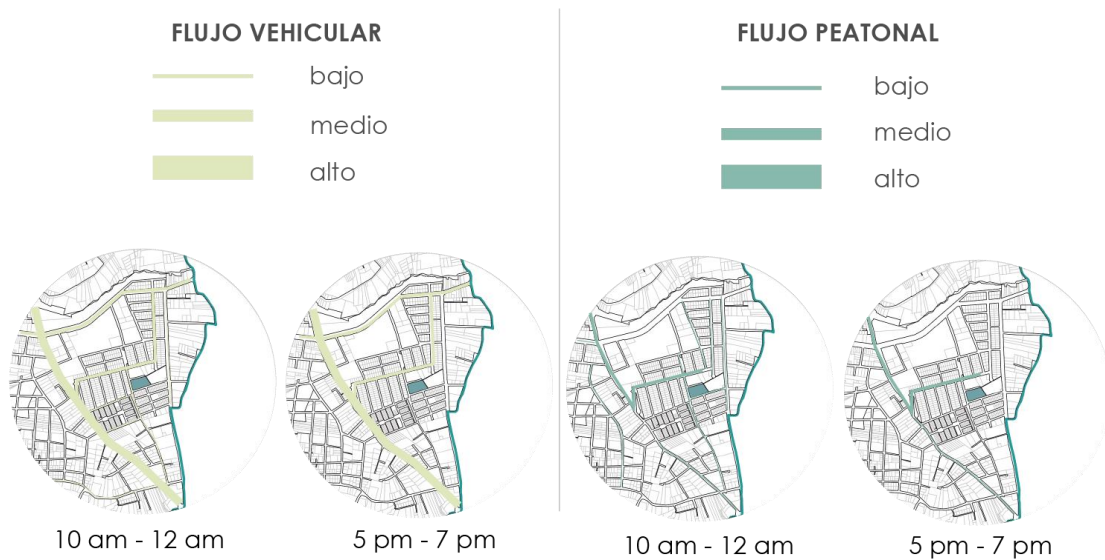 FLUJO VEHICULAR
bajo
medio
alto
10 am - 12 am
5 pm - 7 pm
FLUJO PEATONAL
bajo
medio
alto
10 am - 12 am
5 pm - 7 pm